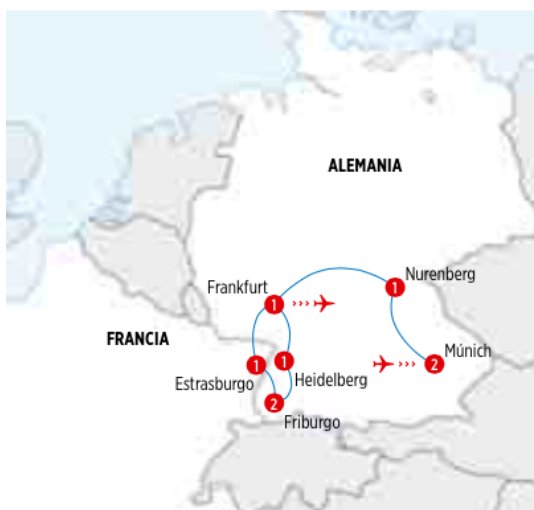 ALEMANIA
Nurenberg
1
Frankfurt
1
FRANCIA
Múnich
2
1
Estrasburgo
1
Heidelberg
2
Friburgo